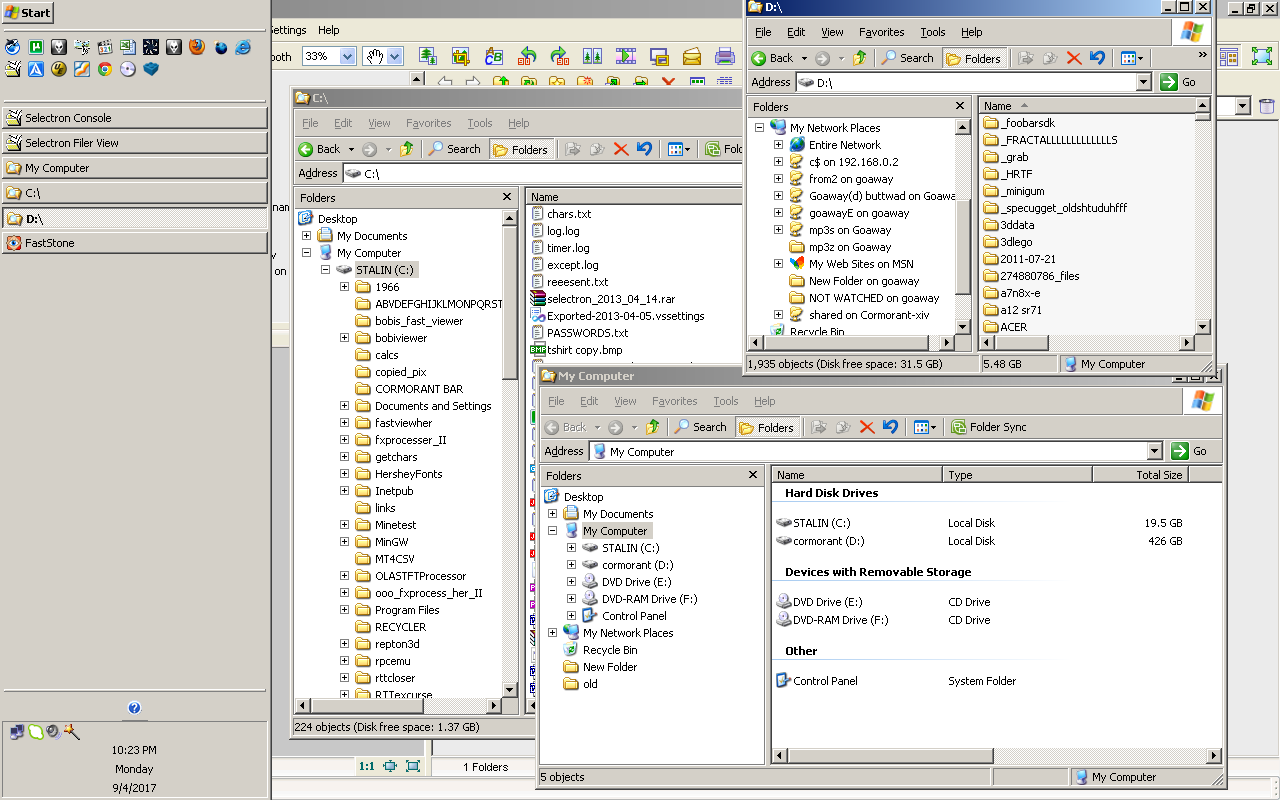 Start
Selectron Console
Selectron Filer View
My Computer
C:\
D:\
FastStone
10:23 PM
Monday
9/4/2017
Settings Help
33%
1:1
1 Folders
C:\
File Edit View Favorites Tools Help
Back Search Folders
Address C:\
Folders
Desktop
My Documents
My Computer
STALIN (C:)
1966
ABVDEFGHIJKLMONPQRST
bobis_fast_viewer
bobiviewer
calcs
copied_pix
CORMORANT BAR
Documents and Settings
fastviewher
fxprocesser_II
getchars
HersheyFonts
Inetpub
links
Minetest
MinGW
MT4CSV
OLASTFTProcessor
ooo_fxprocess_her_II
Program Files
RECYCLER
repton3d
rpcemu
rttcloser
RTTexcurse
Name
chars.txt
log.log
timer.log
except.log
reeesent.txt
selectron_2013_04_14.rar
Exported-2013-04-05.vssettings
PASSWORDS.txt
tshirt copy.bmp
224 objects (Disk free space: 1.37 GB)
D:\
File Edit View Favorites Tools Help
Back Search Folders
Address D:\ Go
Folders
My Network Places
Entire Network
c$ on 192.168.0.2
from2 on goaway
Goaway(d) buttwad on Goawa
goawayE on goaway
mp3s on Goaway
mp3z on Goaway
My Web Sites on MSN
New Folder on goaway
NOT WATCHED on goaway
shared on Cormorant-xiv
Recycle Bin
Name
_foobarsdk
_FRACTALLLLLLLLLLLLS
_grab
_HRTF
_minigum
_specugget_oldshtuduhfff
3ddata
3dlego
2011-07-21
274880786_files
a7n8x-e
a12 sr71
ACER
1,935 objects (Disk free space: 31.5 GB) 5.48 GB My Computer
My Computer
File Edit View Favorites Tools Help
Back Search Folders Folder Sync
Address My Computer Go
Folders
Desktop
My Documents
My Computer
STALIN (C:)
cormorant (D:)
DVD Drive (E:)
DVD-RAM Drive (F:)
Control Panel
My Network Places
Recycle Bin
New Folder
old
Name Type Total Size
Hard Disk Drives
STALIN (C:) Local Disk 19.5 GB
cormorant (D:) Local Disk 426 GB
Devices with Removable Storage
DVD Drive (E:) CD Drive
DVD-RAM Drive (F:) CD Drive
Other
Control Panel System Folder
5 objects My Computer